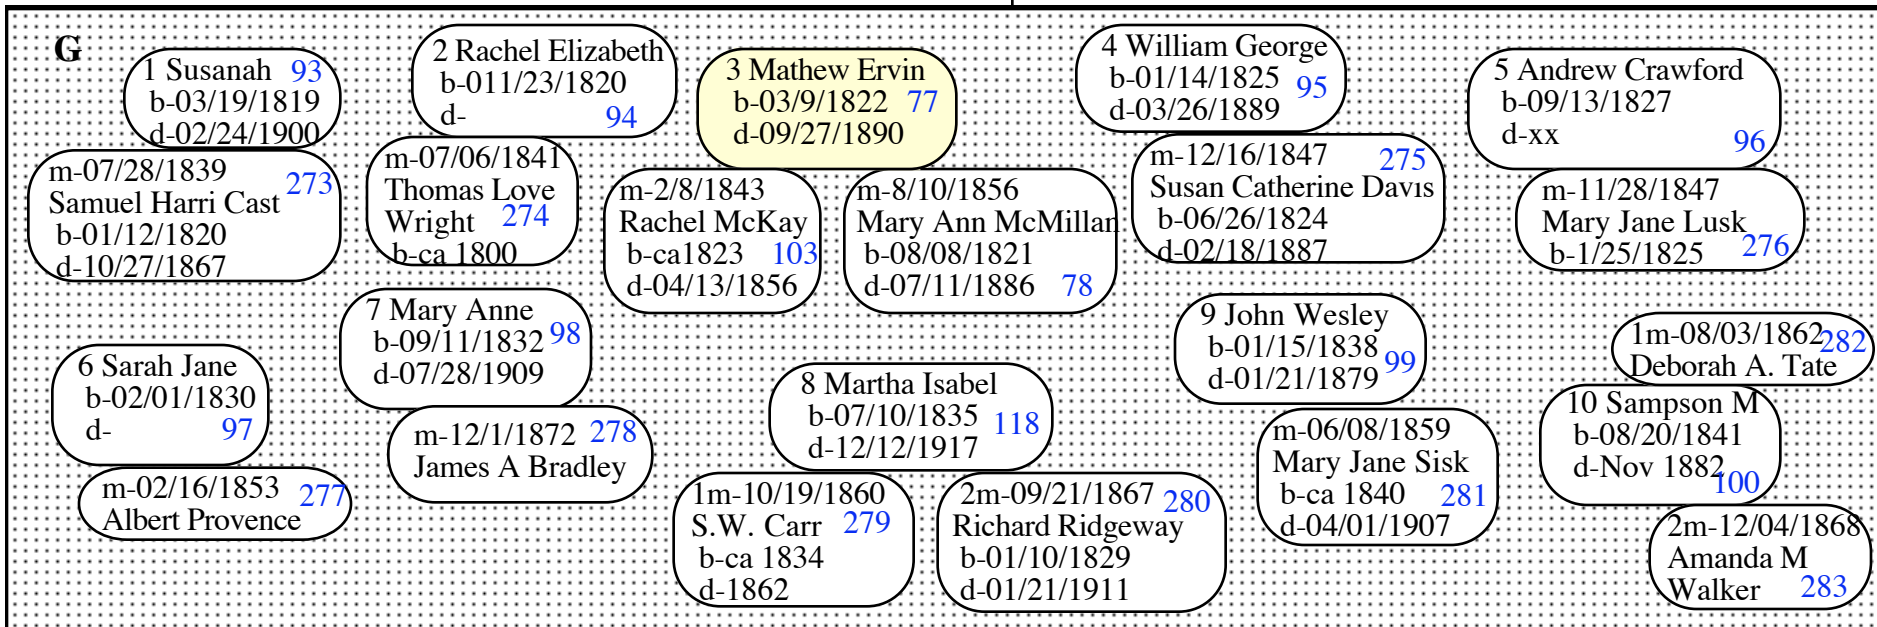 G
1 Susanah 93
b-03/19/1819
d-02/24/1900
m-07/28/1839
273
Samuel Harri Cast
b-01/12/1820
d-10/27/1867
2 Rachel Elizabeth
b-011/23/1820
d- 94
m-07/06/1841
Thomas Love
Wright 274
b-ca 1800
3 Mathew Ervin
b-03/9/1822 77
d-09/27/1890
m-2/8/1843
Rachel McKay
b-ca1823 103
d-04/13/1856
m-8/10/1856
Mary Ann McMillan
b-08/08/1821
d-07/11/1886 78
4 William George
b-01/14/1825 95
d-03/26/1889
m-12/16/1847 275
Susan Catherine Davis
b-06/26/1824
d-02/18/1887
5 Andrew Crawford
b-09/13/1827
d-xx 96
m-11/28/1847
Mary Jane Lusk
b-1/25/1825 276
6 Sarah Jane
b-02/01/1830
d- 97
m-02/16/1853 277
Albert Provence
7 Mary Anne
b-09/11/1832 98
d-07/28/1909
m-12/1/1872 278
James A Bradley
8 Martha Isabel
b-07/10/1835 118
d-12/12/1917
1m-10/19/1860
S.W. Carr 279
b-ca 1834
d-1862
2m-09/21/1867 280
Richard Ridgeway
b-01/10/1829
d-01/21/1911
9 John Wesley
b-01/15/1838
99
d-01/21/1879
m-06/08/1859
Mary Jane Sisk
b-ca 1840 281
d-04/01/1907
1m-08/03/1862 282
Deborah A. Tate
10 Sampson M
b-08/20/1841
d-Nov 1882
100
2m-12/04/1868
Amanda M
Walker 283